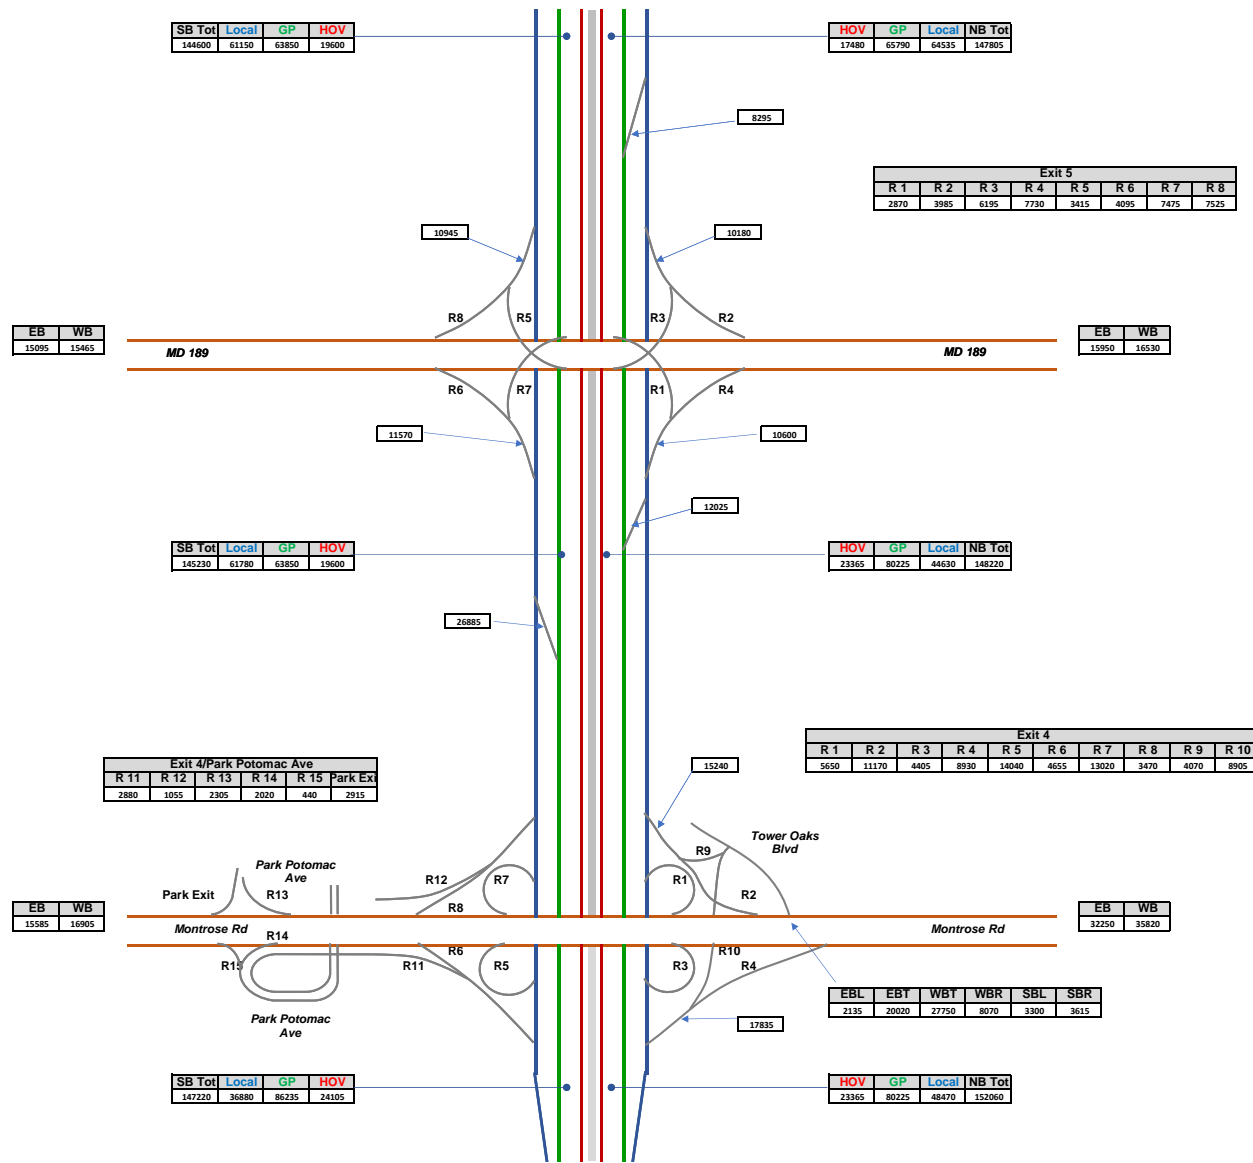 SB Tot Local GP HOV
144600 61150 63850 19600
HOV GP Local NB Tot
17480 65790 64535 147805
8295
Exit 5
R 1 R 2 R 3 R 4 R 5 R 6 R 7 R 8
2870 3985 6195 7730 3415 4095 7475 7525
10945
10180
R8 R5 R3 R2
EB WB
15095 15465
EB WB
15950 16530
MD 189
MD 189
R6 R7 R1 R4
11570
10600
12025
SB Tot Local GP HOV
145230 61780 63850 19600
HOV GP Local NB Tot
23365 80225 44630 148220
26885
Exit 4
R 1 R 2 R 3 R 4 R 5 R 6 R 7 R 8 R 9 R 10
5650 11170 4405 8930 14040 4655 13020 3470 4070 8905
Exit 4/Park Potomac Ave
R 11 R 12 R 13 R 14 R 15 Park Exi
2880 1055 2305 2020 440 2915
15240
Tower Oaks
Blvd
Park Potomac
Ave
R9
R12 R7 R1
Park Exit R13 R8 R2
EB WB
15585 16905
EB WB
32250 35820
Montrose Rd
Montrose Rd
R14
R6 R10
R15 R11 R5 R3 R4
EBL EBT WBT WBR SBL SBR
2135 20020 27750 8070 3300 3615
Park Potomac
Ave
17835
SB Tot Local GP HOV
147220 36880 86235 24105
HOV GP Local NB Tot
23365 80225 48470 152060